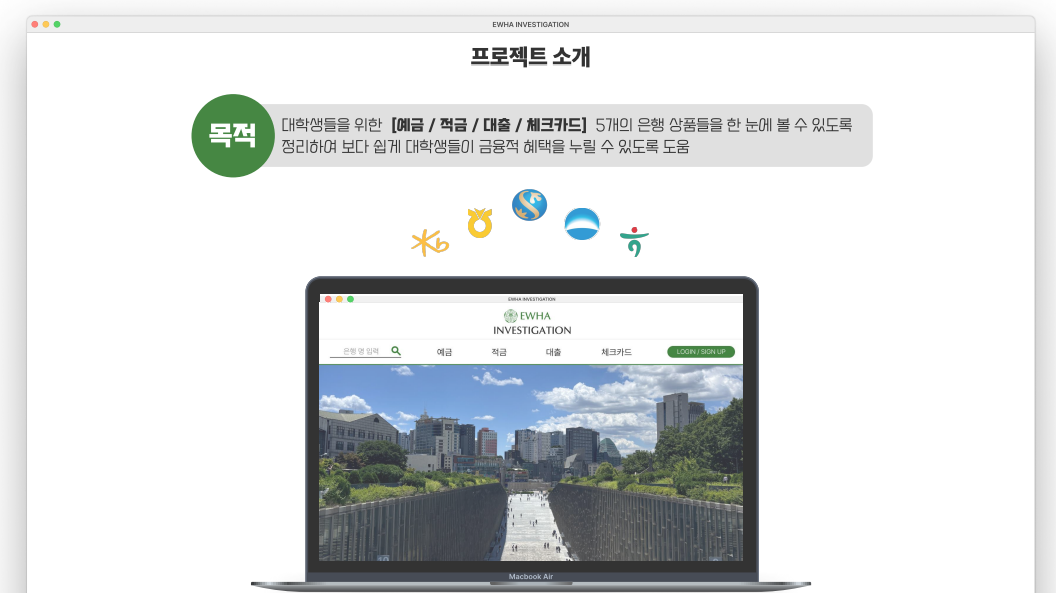 EWHA INVESTIGATION
프로젝트 소개
목적
대학생들을 위한 [예금 / 적금 / 대출 / 체크카드] 5개의 은행 상품들을 한 눈에 볼 수 있도록
정리하여 보다 쉽게 대학생들이 금융적 혜택을 누릴 수 있도록 도움
EWHA INVESTIGATION
EWHA
INVESTIGATION
은행 명 입력 예금 적금 대출 체크카드 LOGIN / SIGN UP
Macbook Air